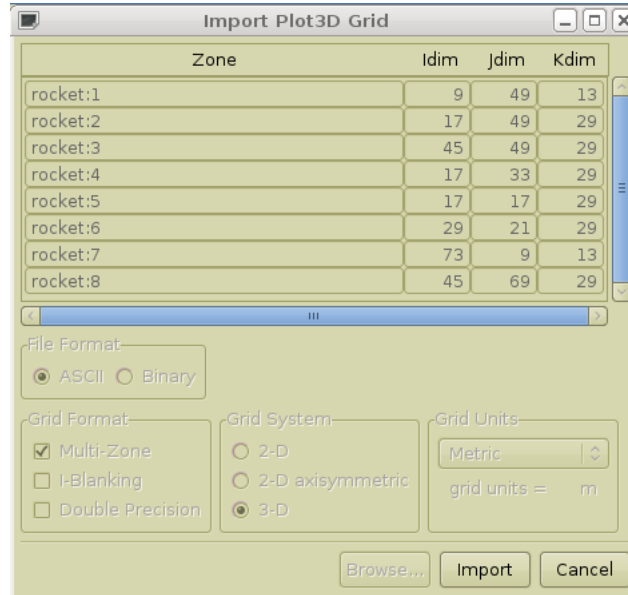 Import Plot3D Grid
Zone Idim Jdim Kdim
rocket:1 9 49 13
rocket:2 17 49 29
rocket:3 45 49 29
rocket:4 17 33 29
rocket:5 17 17 29
rocket:6 29 21 29
rocket:7 73 9 13
rocket:8 45 69 29
File Format
ASCII Binary
Grid Format Grid System Grid Units
Multi-Zone 2-D Metric
I-Blanking 2-D axisymmetric grid units = m
Double Precision 3-D
Browse... Import Cancel